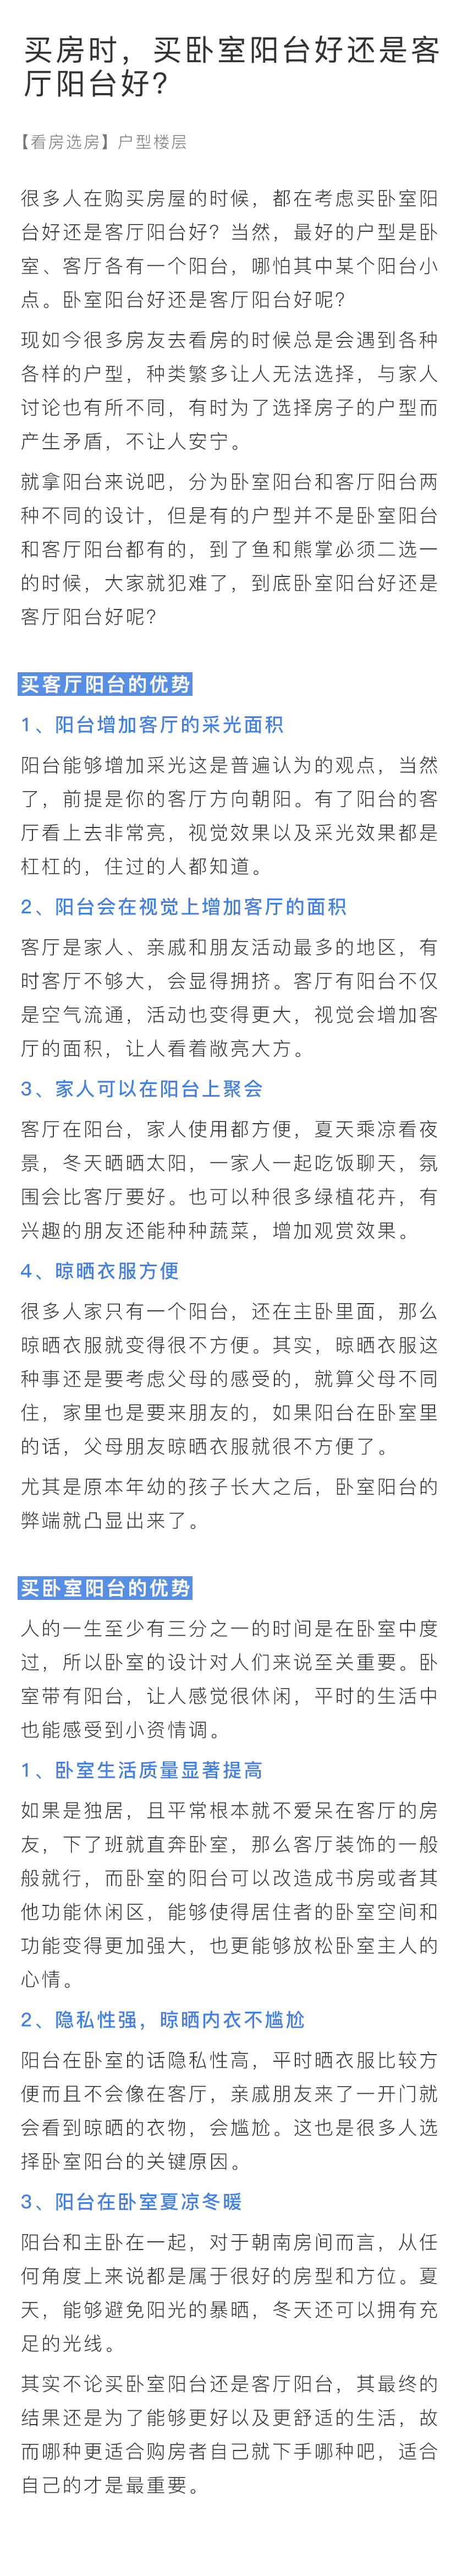 买房时，买卧室阳台好还是客
厅阳台好?
【看房选房】户型楼层
很多人在购买房屋的时候，都在考虑买卧室阳
台好还是客厅阳台好？当然，最好的户型是卧
室、客厅各有一个阳台，哪怕其中某个阳台小
点。卧室阳台好还是客厅阳台好呢?
现如今很多房友去看房的时候总是会遇到各种
各样的户型，种类繁多让人无法选择，与家人
讨论也有所不同，有时为了选择房子的户型而
产生矛盾，不让人安宁。
就拿阳台来说吧，分为卧室阳台和客厅阳台两
种不同的设计，但是有的户型并不是卧室阳台
和客厅阳台都有的，到了鱼和熊掌必须二选一
的时候，大家就犯难了，到底卧室阳台好还是
客厅阳台好呢?
买客厅阳台的优势
1、阳台增加客厅的采光面积
阳台能够增加采光这是普遍认为的观点，当然
了，前提是你的客厅方向朝阳。有了阳台的客
厅看上去非常亮，视觉效果以及采光效果都是
杠杠的，住过的人都知道。
2、阳台会在视觉上增加客厅的面积
客厅是家人、亲戚和朋友活动最多的地区，有
时客厅不够大，会显得拥挤。客厅有阳台不仅
是空气流通，活动也变得更大，视觉会增加客
厅的面积，让人看着敞亮大方。
3、家人可以在阳台上聚会
客厅在阳台，家人使用都方便，夏天乘凉看夜
景，冬天晒晒太阳，一家人一起吃饭聊天，氛
围会比客厅要好。也可以种很多绿植花卉，有
兴趣的朋友还能种种蔬菜，增加观赏效果。
4、晾晒衣服方便
很多人家只有一个阳台，还在主卧里面，那么
晾晒衣服就变得很不方便。其实，晾晒衣服这
种事还是要考虑父母的感受的，就算父母不同
住，家里也是要来朋友的，如果阳台在卧室里
的话，父母朋友晾晒衣服就很不方便了。
尤其是原本年幼的孩子长大之后，卧室阳台的
弊端就凸显出来了。
买卧室阳台的优势
人的一生至少有三分之一的时间是在卧室中度
过，所以卧室的设计对人们来说至关重要。卧
室带有阳台，让人感觉很休闲，平时的生活中
也能感受到小资情调。
1、卧室生活质量显著提高
如果是独居，且平常根本就不爱呆在客厅的房
友，下了班就直奔卧室，那么客厅装饰的一般
般就行，而卧室的阳台可以改造成书房或者其
他功能休闲区，能够使得居住者的卧室空间和
功能变得更加强大，也更能够放松卧室主人的
心情。
2、隐私性强，晾晒内衣不尴尬
阳台在卧室的话隐私性高，平时晒衣服比较方
便而且不会像在客厅，亲戚朋友来了一开门就
会看到晾晒的衣物，会尴尬。这也是很多人选
择卧室阳台的关键原因。
3、阳台在卧室夏凉冬暖
阳台和主卧在一起，对于朝南房间而言，从任
何角度上来说都是属于很好的房型和方位。夏
天，能够避免阳光的暴晒，冬天还可以拥有充
足的光线。
其实不论买卧室阳台还是客厅阳台，其最终的
结果还是为了能够更好以及更舒适的生活，故
而哪种更适合购房者自己就下手哪种吧，适合
自己的才是最重要。